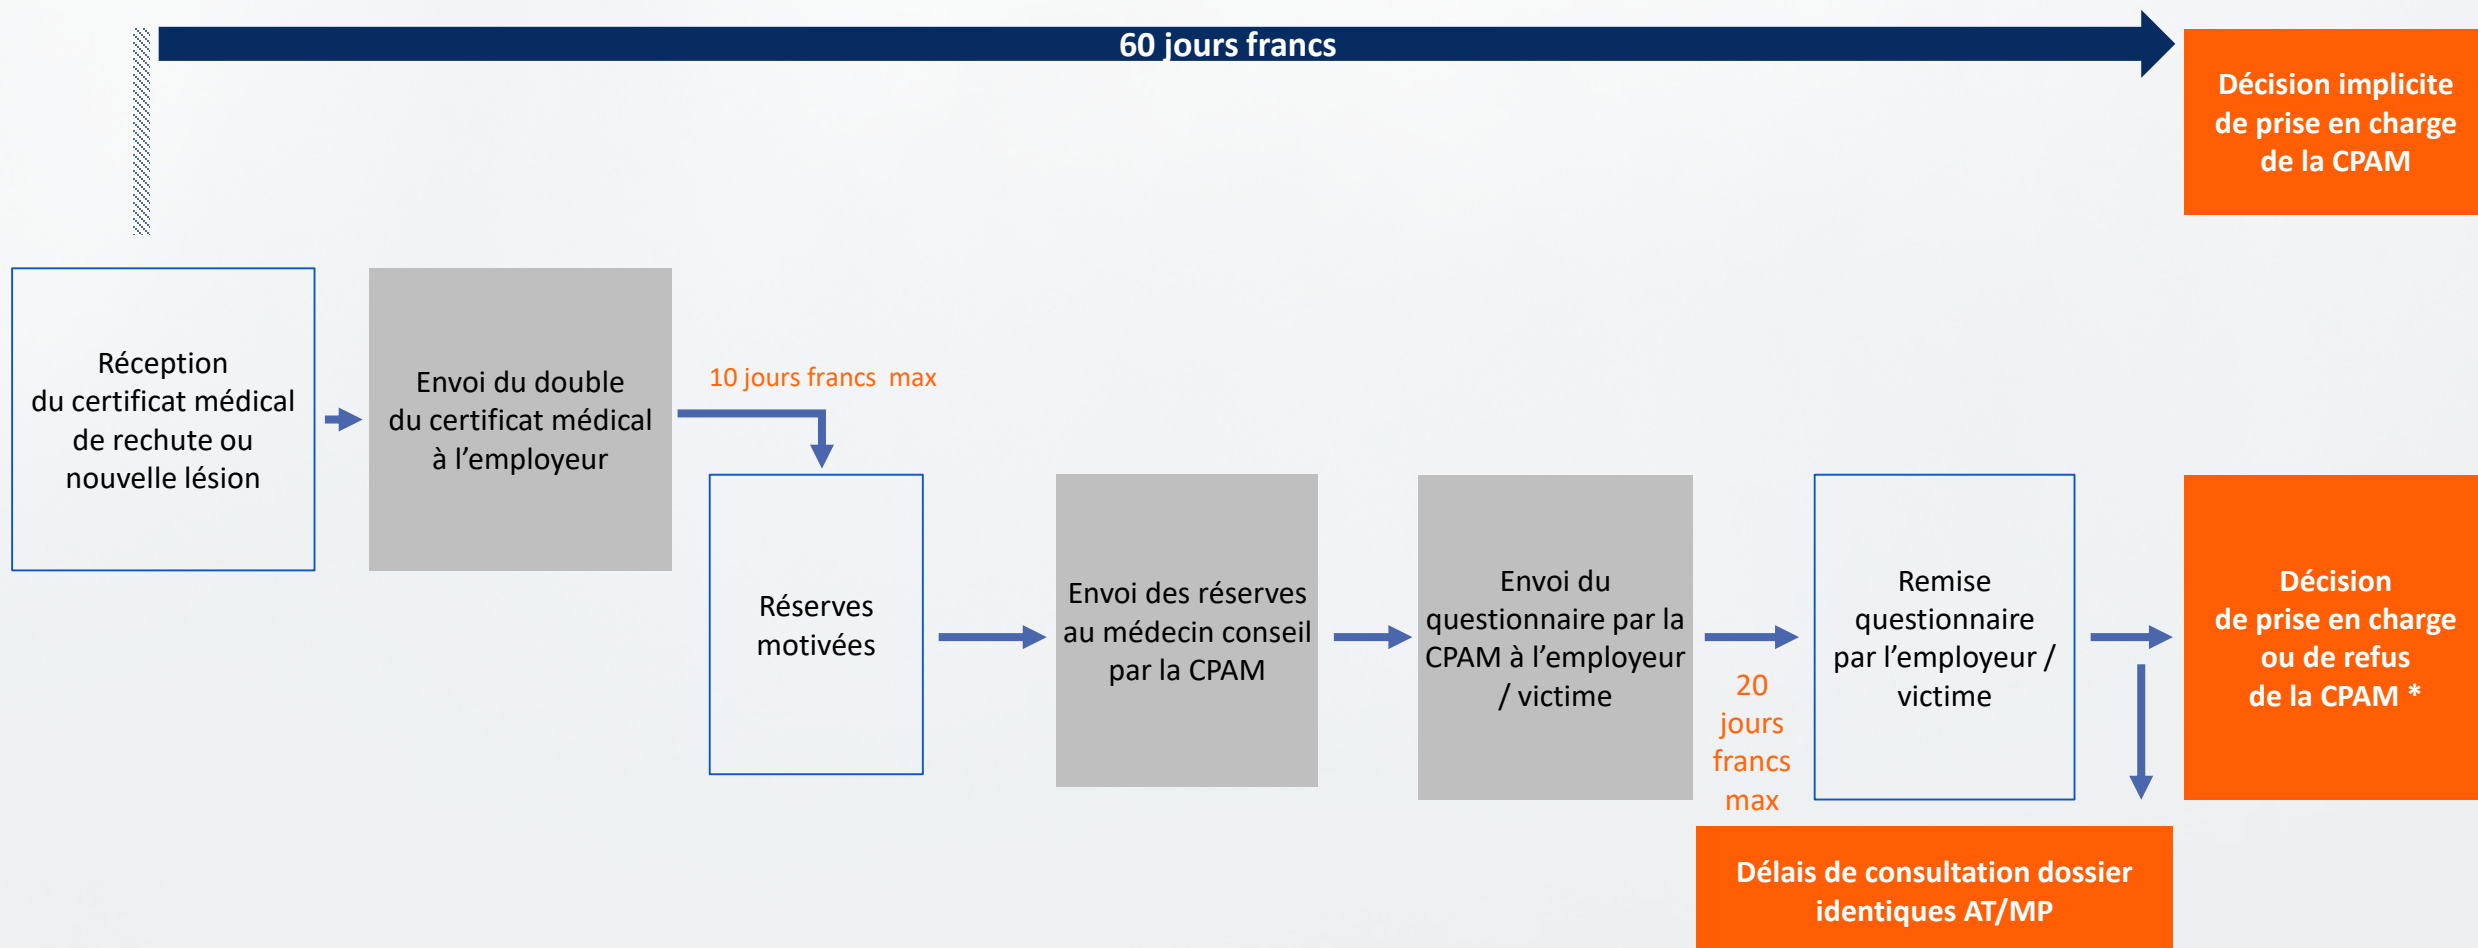 60 jours francs
Décision implicite
de prise en charge
de la CPAM
Réception
du certificat médical
de rechute ou
nouvelle lésion
Envoi du double
du certificat médical
à l’employeur
10 jours francs  max
Réserves
motivées
Envoi des réserves
au médecin conseil
par la CPAM
Envoi du
questionnaire par la
CPAM à l’employeur
/ victime
20
jours
francs
max
Remise
questionnaire
par l’employeur /
victime
Décision
de prise en charge
ou de refus
de la CPAM *
Délais de consultation dossier
identiques AT/MP